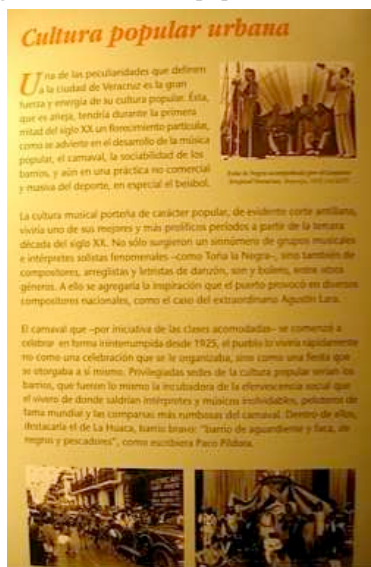 Cultura popular urbana
Una de las peculiaridades que definen
a la ciudad de Veracruz es la gran
fuerza y energía de su cultura popular. Ésta,
que es añeja, tendría durante la primera
mitad del siglo XX un florecimiento particular,
como se advierte en el desarrollo de la música
popular, el carnaval, la sociabilidad de los
barrios, y aún en una práctica no comercial
y masiva del deporte, en especial el beisbol.
Toña la Negra acompañada por el Conjunto
Tropical Veracruz.
La cultura musical porteña de carácter popular, de evidente corte antillano,
viviría uno de sus mejores y más prolíficos períodos a partir de la tercera
década del siglo XX. No sólo surgieron un sinnúmero de grupos musicales
e intérpretes solistas fenomenales –como Toña la Negra–, sino también de
compositores, arreglistas y letristas de danzón, son y bolero, entre otros
géneros. A ello se agregaría la inspiración que el puerto provocó en diversos
compositores nacionales, como el caso del extraordinario Agustín Lara.
El carnaval que –por iniciativa de las clases acomodadas– se comenzó a
celebrar en forma ininterrumpida desde 1925, el pueblo lo viviría rápidamente
no como una celebración que se le organizaba, sino como una fiesta que
se otorgaba a sí mismo. Privilegiadas sedes de la cultura popular serían los
barrios, que fueron lo mismo la incubadora de la efervescencia social que
el vivero de donde saldrían intérpretes y músicos inolvidables, peloteros de
fama mundial y las comparsas más rumbosas del carnaval. Dentro de ellos,
destacaría el de La Huaca, barrio bravo: "barrio de aguardiente y faca, de
negros y pescadores", como escribiera Paco Píldora.